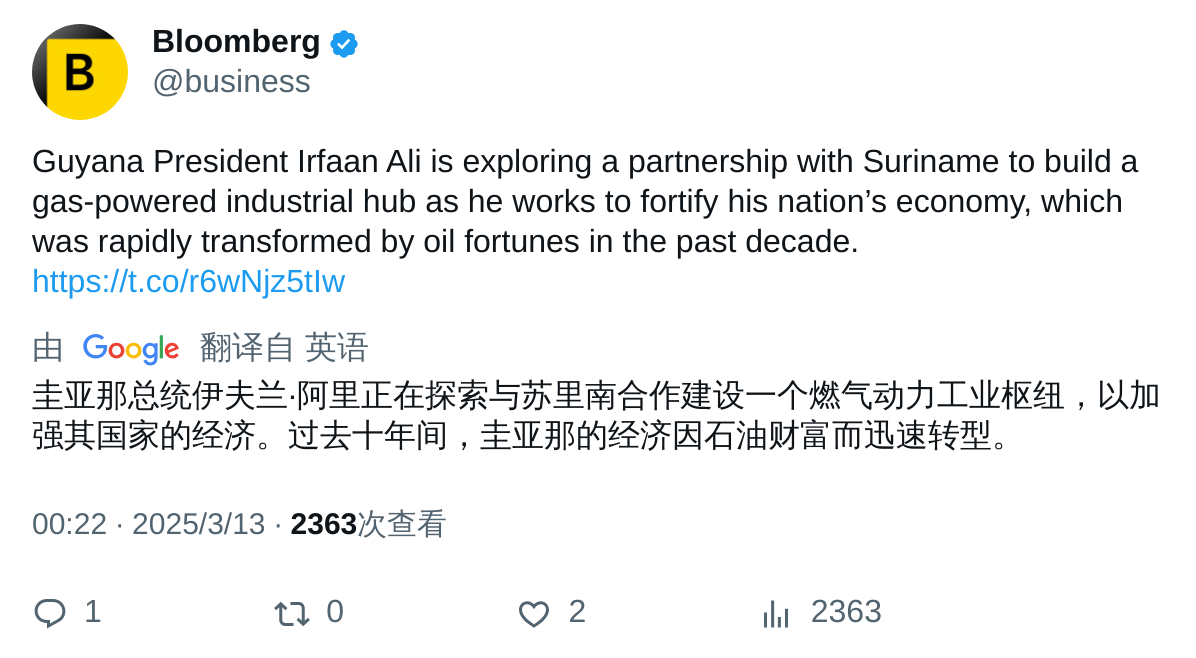 B
Bloomberg
@business
Guyana President Irfaan Ali is exploring a partnership with Suriname to build a
gas-powered industrial hub as he works to fortify his nation’s economy, which
was rapidly transformed by oil fortunes in the past decade.
https://t.co/r6wNjz5tIw
由 Google 翻译自 英语
圭亚那总统伊夫兰·阿里正在探索与苏里南合作建设一个燃气动力工业枢纽，以加
强其国家的经济。过去十年间，圭亚那的经济因石油财富而迅速转型。
00:22 · 2025/3/13 · 2363次查看
1 0 2 2363